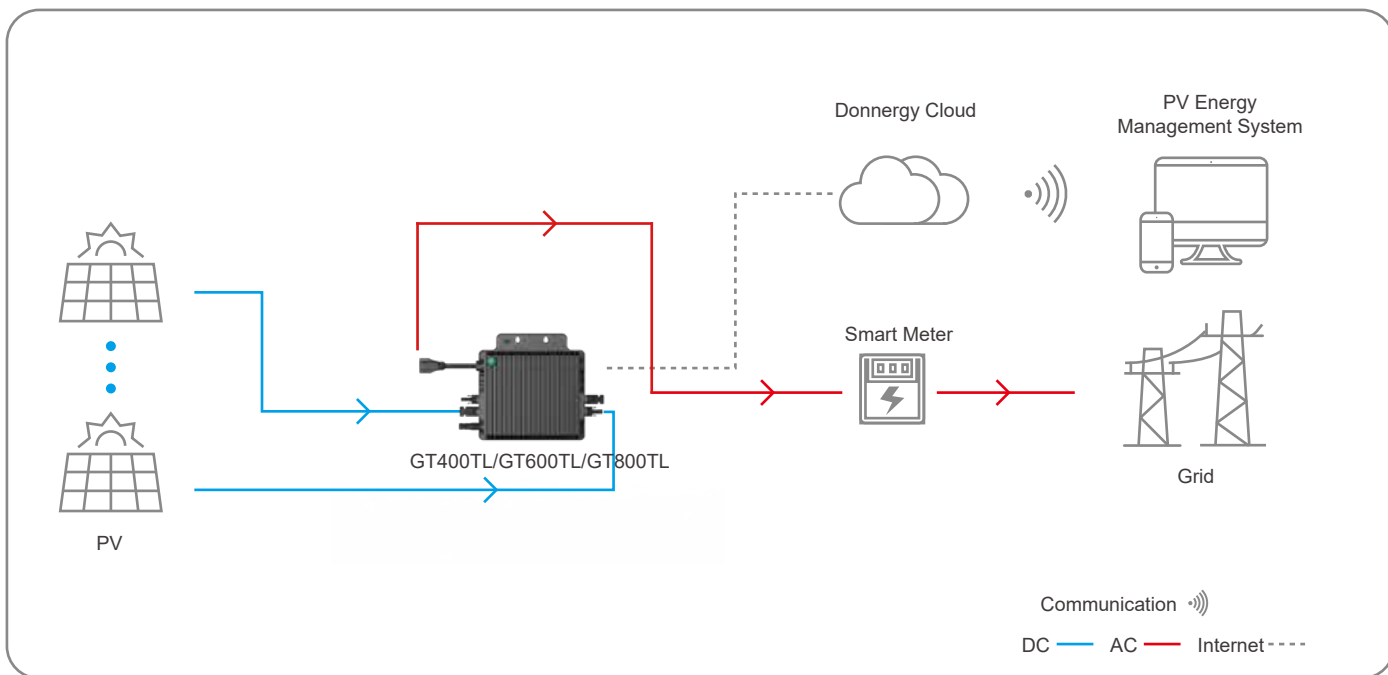 Donnergy Cloud
PV Energy
Management System
Smart Meter
GT400TL/GT600TL/GT800TL
Grid
PV
Communication
DC
AC
Internet